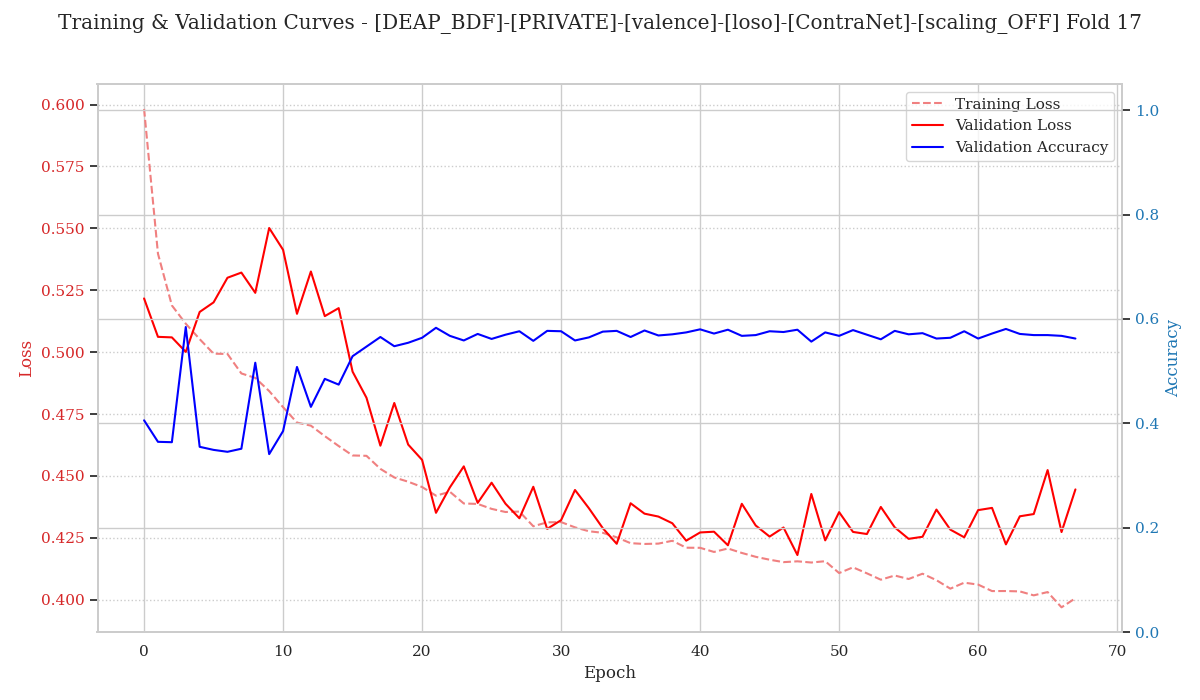 Training & Validation Curves - [DEAP_BDF]-[PRIVATE]-[valence]-[loso]-[ContraNet]-[scaling_OFF] Fold 17
Training Loss
Validation Loss
Validation Accuracy
Loss
0.600
0.575
0.550
0.525
0.500
0.475
0.450
0.425
0.400
1.0
0.8
0.6
0.4
0.2
0.0
Accuracy
0 10 20 30 40 50 60 70
Epoch